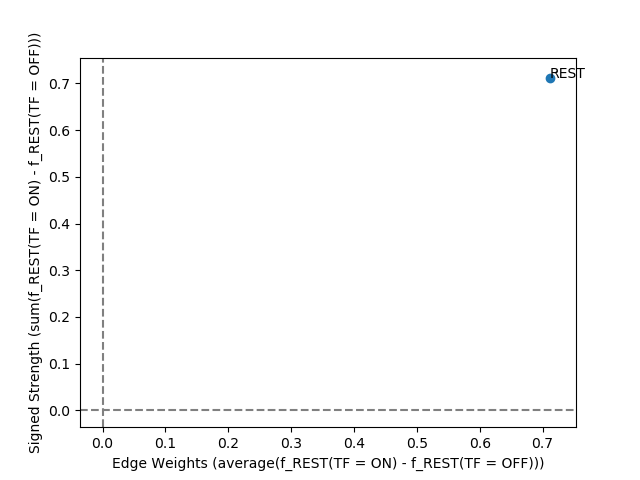 REST
0.7
0.6
0.5
0.4
0.3
0.2
0.1
0.0
Signed Strength (sum(f_REST(TF = ON) - f_REST(TF = OFF)))
0.0 0.1 0.2 0.3 0.4 0.5 0.6 0.7
Edge Weights (average(f_REST(TF = ON) - f_REST(TF = OFF)))